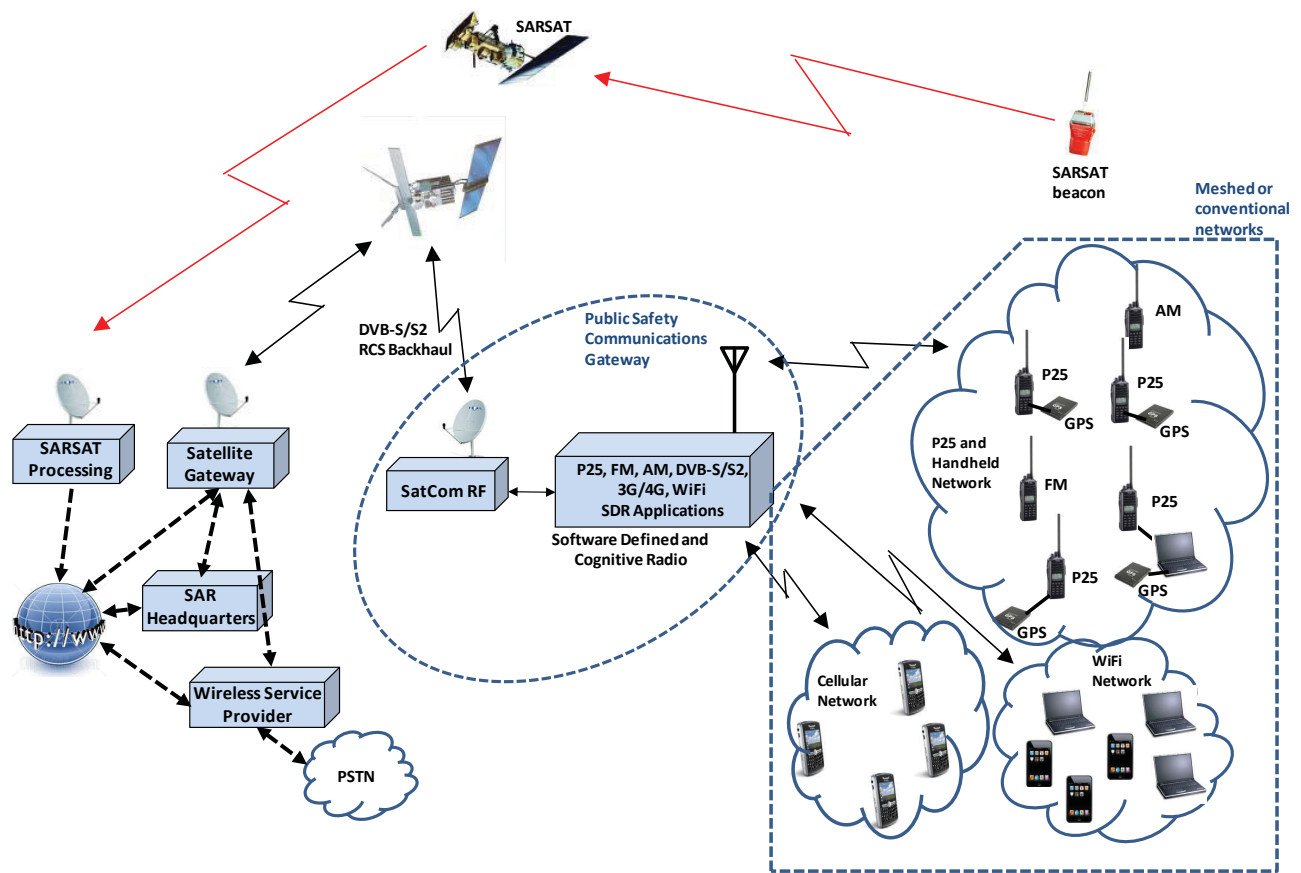 SARSAT
SARSAT
beacon
Meshed or
conventional
networks
DVB-S/S2
RCS Backhaul
Public Safety
Communications
Gateway
AM
P25
P25
GPS
GPS
P25 and
Handheld
Network
FM
P25
P25
GPS
GPS
SARSAT
Processing
Satellite
Gateway
SatCom RF
P25, FM, AM, DVB-S/S2,
3G/4G, WiFi
SDR Applications
Software Defined and
Cognitive Radio
http://www
SAR
Headquarters
Wireless Service
Provider
PSTN
Cellular
Network
WiFi
Network